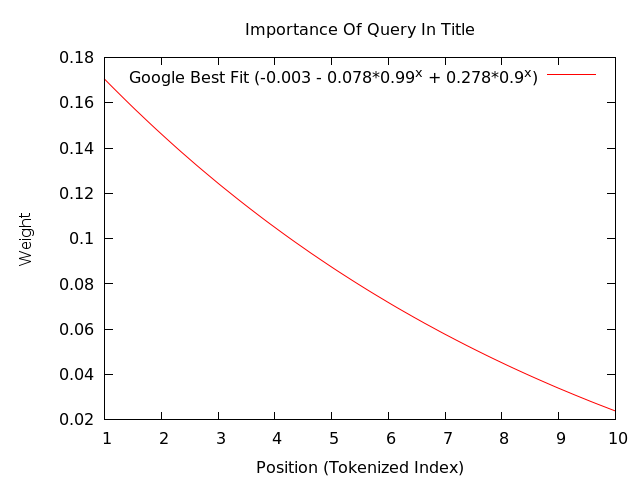 Importance Of Query In Title
Google Best Fit (-0.003 - 0.078*0.99^x + 0.278*0.9^x)
0.18
0.16
0.14
0.12
0.1
0.08
0.06
0.04
0.02
Weight
1 2 3 4 5 6 7 8 9 10
Position (Tokenized Index)